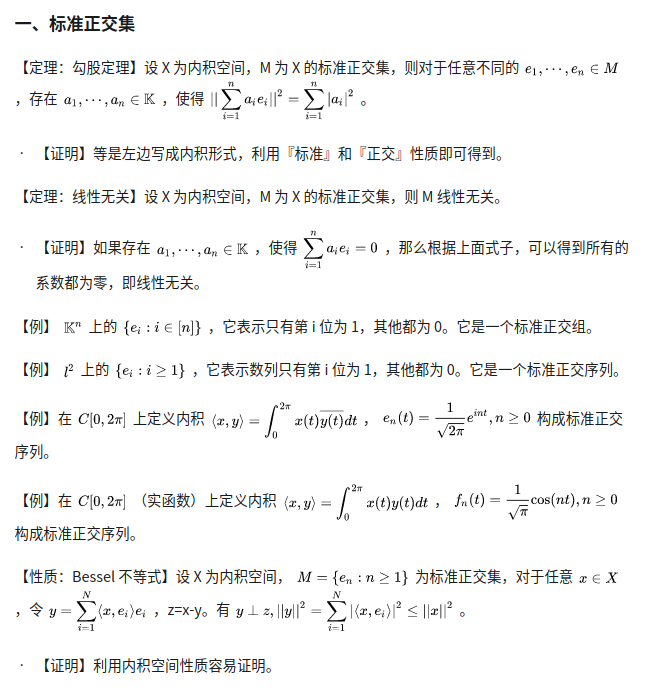 一、标准正交集
【定理：勾股定理】设 X 为内积空间，M 为 X 的标准正交集，则对于任意不同的 $e_1, \cdots, e_n \in M$
，存在 $a_1, \cdots, a_n \in \mathbb{K}$ ，使得 $||\sum_{i=1}^{n} a_i e_i||^2 = \sum_{i=1}^{n} |a_i|^2$ 。
· 【证明】等是左边写成内积形式，利用『标准』和『正交』性质即可得到。
【定理：线性无关】设 X 为内积空间，M 为 X 的标准正交集，则 M 线性无关。
· 【证明】如果存在 $a_1, \cdots, a_n \in \mathbb{K}$ ，使得 $\sum_{i=1}^{n} a_i e_i = 0$ ，那么根据上面式子，可以得到所有的
系数都为零，即线性无关。
【例】 $\mathbb{K}^n$ 上的 $\{e_i : i \in [n]\}$ ，它表示只有第 i 位为 1，其他都为 0。它是一个标准正交组。
【例】 $l^2$ 上的 $\{e_i : i \geq 1\}$ ，它表示数列只有第 i 位为 1，其他都为 0。它是一个标准正交序列。
【例】在 $C[0, 2\pi]$ 上定义内积 $\langle x, y \rangle = \int_0^{2\pi} x(t)\overline{y(t)}dt$ ， $e_n(t) = \frac{1}{\sqrt{2\pi}} e^{int}, n \geq 0$ 构成标准正交
序列。
【例】在 $C[0, 2\pi]$ （实函数）上定义内积 $\langle x, y \rangle = \int_0^{2\pi} x(t)y(t)dt$ ， $f_n(t) = \frac{1}{\sqrt{\pi}} \cos(nt), n \geq 0$
构成标准正交序列。
【性质：Bessel 不等式】设 X 为内积空间， $M = \{e_n : n \geq 1\}$ 为标准正交集，对于任意 $x \in X$
，令 $y = \sum_{i=1}^{N} \langle x, e_i \rangle e_i$ ，z=x-y。有 $y \perp z, ||y||^2 = \sum_{i=1}^{N} |\langle x, e_i \rangle|^2 \leq ||x||^2$ 。
· 【证明】利用内积空间性质容易证明。